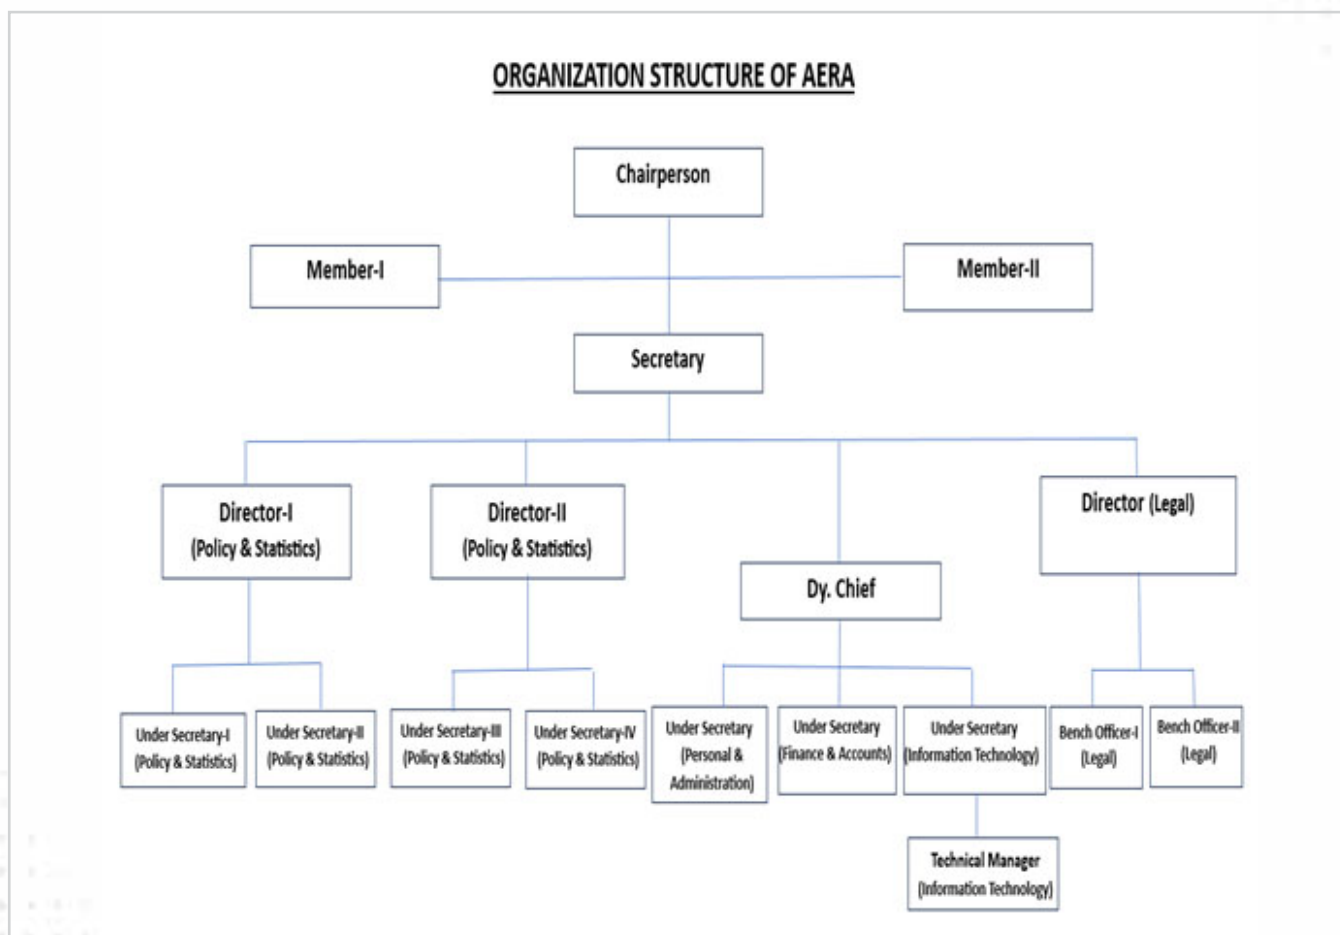 ORGANIZATION STRUCTURE OF AERA
Chairperson
Member-I
Member-II
Secretary
Director-I
(Policy & Statistics)
Director-II
(Policy & Statistics)
Dy. Chief
Director (Legal)
Under Secretary-I
(Policy & Statistics)
Under Secretary-II
(Policy & Statistics)
Under Secretary-III
(Policy & Statistics)
Under Secretary-IV
(Policy & Statistics)
Under Secretary
(Personal &
Administration)
Under Secretary
(Finance & Accounts)
Under Secretary
(Information Technology)
Bench Officer-I
(Legal)
Bench Officer-II
(Legal)
Technical Manager
(Information Technology)